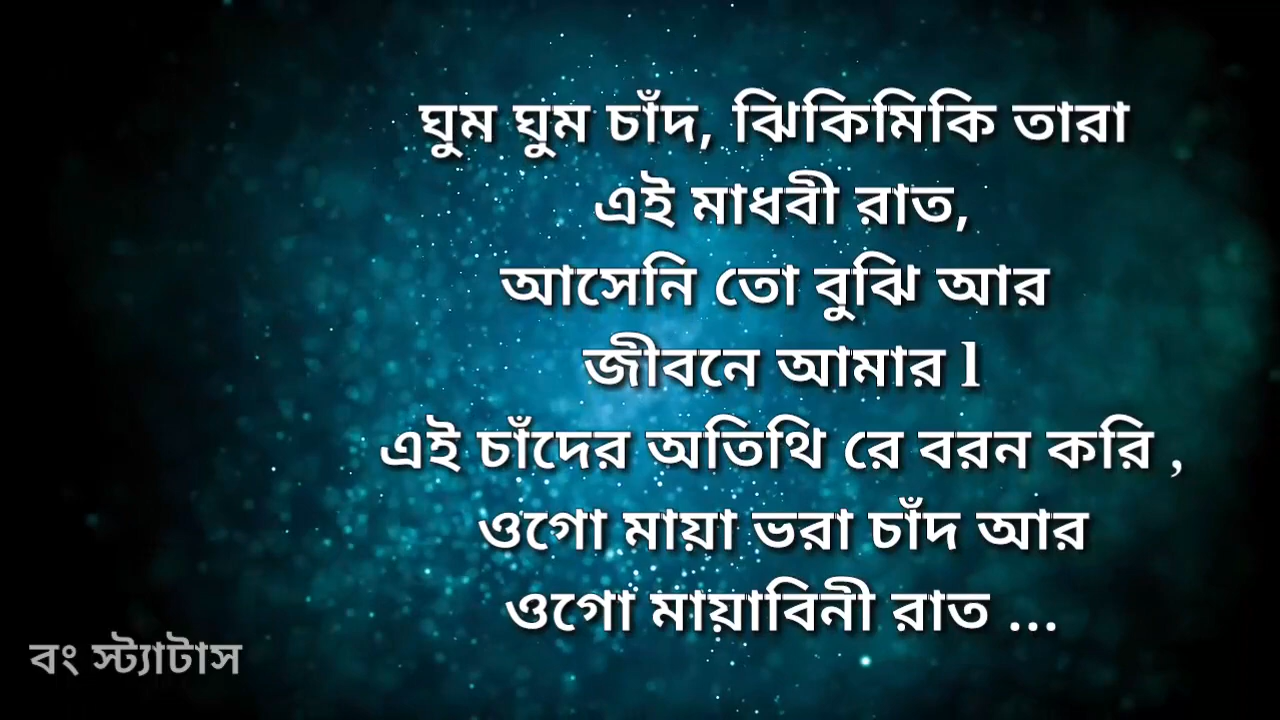 ঘুম ঘুম চাঁদ, ঝিকিমিকি তারা
এই মাধবী রাত,
আসেনি তো বুঝি আর
জীবনে আমার l
এই চাঁদের অতিথি রে বরন করি ,
ওগো মায়া ভরা চাঁদ আর
ওগো মায়াবিনী রাত ...
বং স্ট্যাটাস